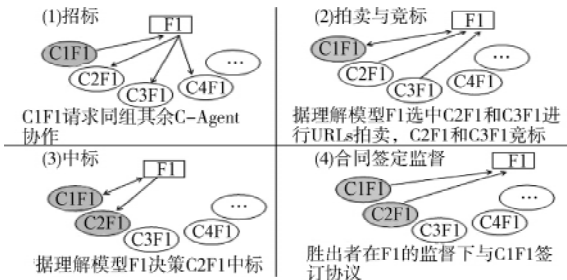 (1)招标
F1
C1F1
C2F1
C3F1
C4F1
...
C1F1请求同组其余C-Agent
协作
(2)拍卖与竞标
F1
C1F1
C2F1
C3F1
C4F1
...
据理解模型F1选中C2F1和C3F1进
行URLs拍卖，C2F1和C3F1竞标
(3)中标
F1
C1F1
C2F1
C3F1
C4F1
...
据理解模型F1决策C2F1中标
(4)合同签定监督
F1
C1F1
C2F1
C3F1
C4F1
...
胜出者在F1的监督下与C1F1签
订协议